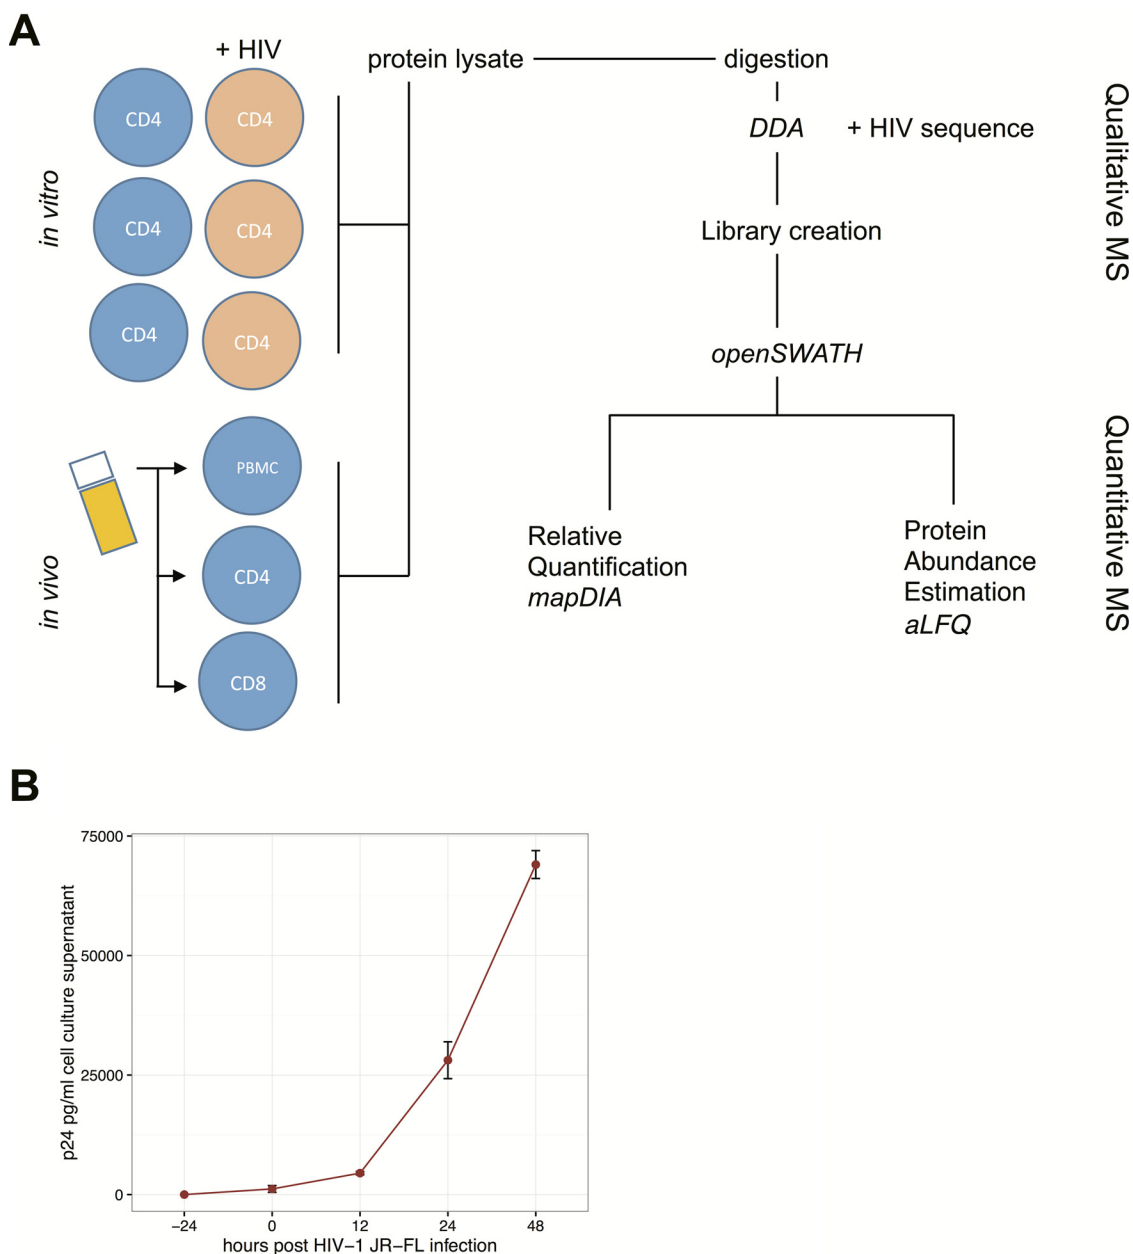 A
+ HIV
protein lysate
digestion
CD4
CD4
DDA
+ HIV sequence
Qualitative MS
in vitro
CD4
CD4
Library creation
CD4
CD4
openSWATH
PBMC
Quantitative MS
in vivo
CD4
CD8
Relative
Quantification
mapDIA
Protein
Abundance
Estimation
aLFQ
B
p24 pg/ml cell culture supernatant
75000
50000
25000
0
−24
0
12
24
48
hours post HIV−1 JR−FL infection